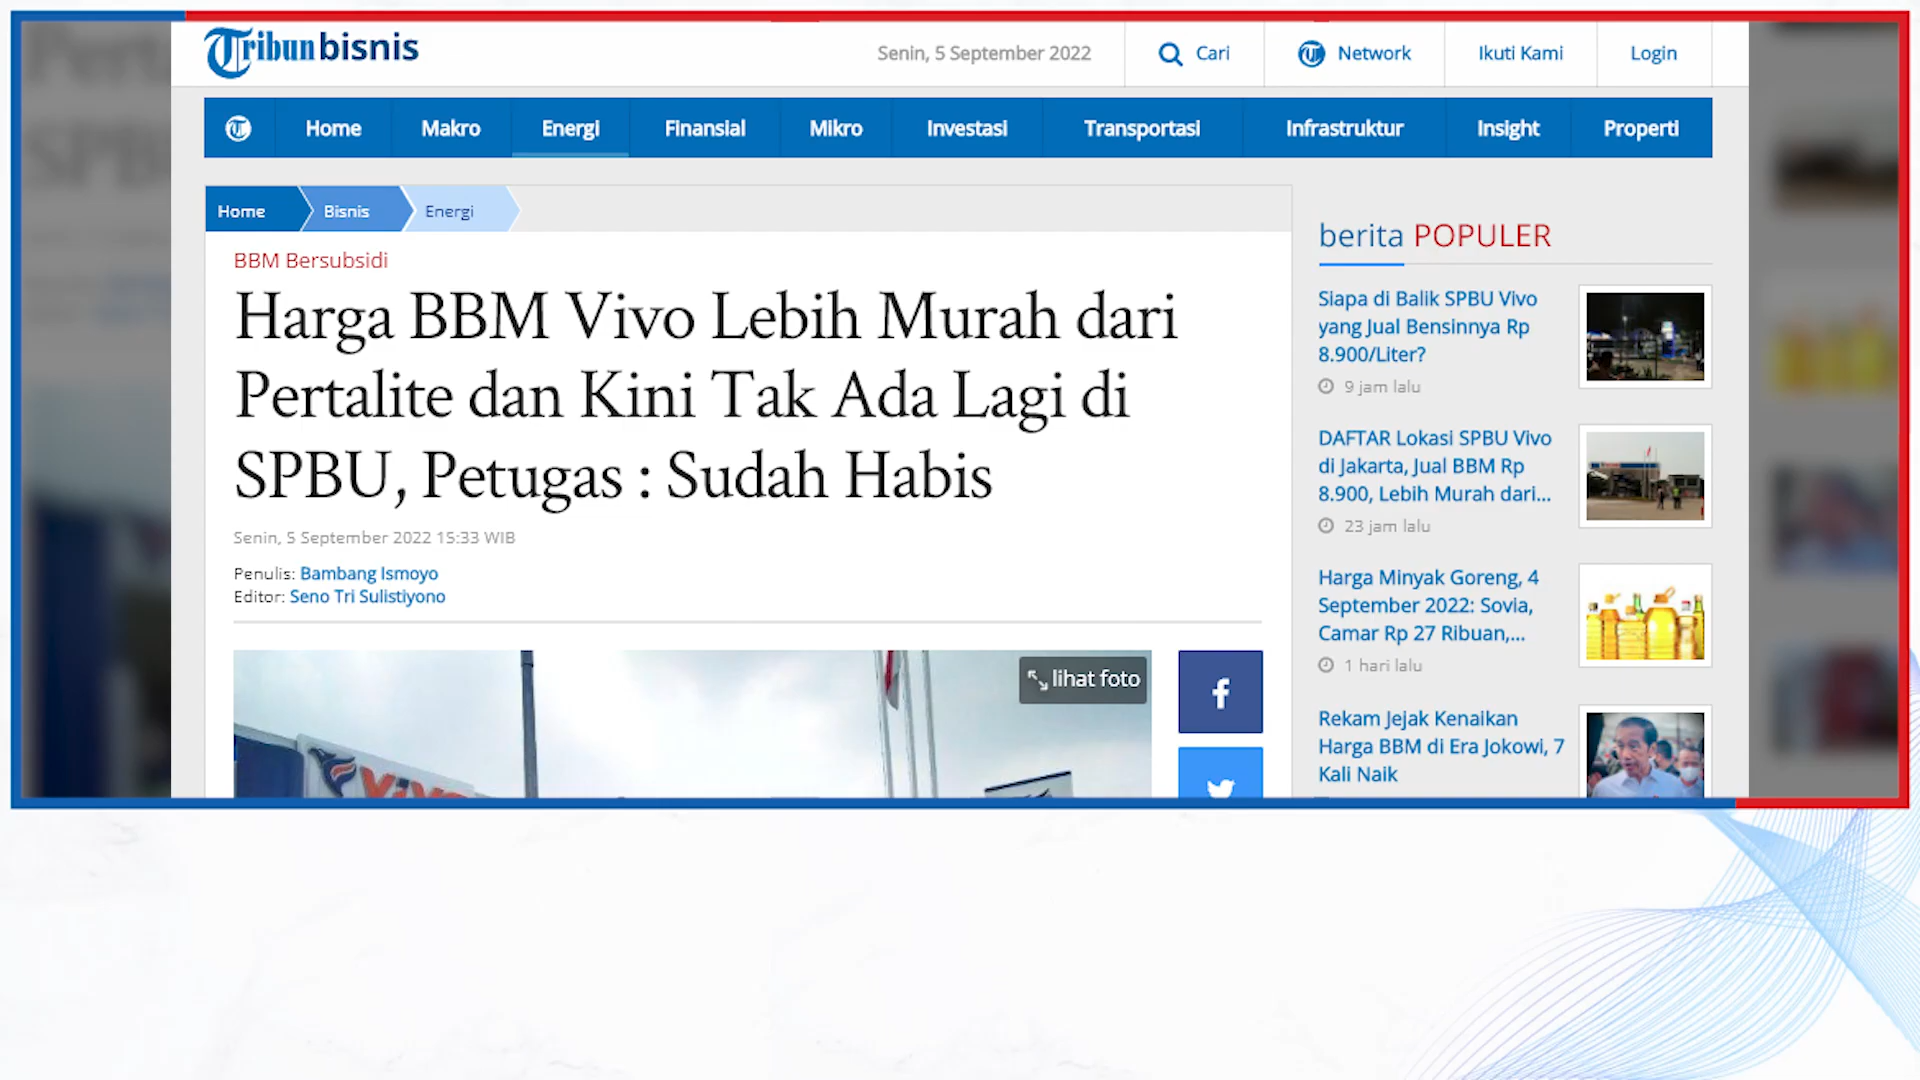 Tribunbisnis
Senin, 5 September 2022
Cari
Network
Ikuti Kami
Login
Home
Makro
Energi
Finansial
Mikro
Investasi
Transportasi
Infrastruktur
Insight
Properti
Home
Bisnis
Energi
BBM Bersubsidi
Harga BBM Vivo Lebih Murah dari
Pertalite dan Kini Tak Ada Lagi di
SPBU, Petugas : Sudah Habis
Senin, 5 September 2022 15:33 WIB
Penulis: Bambang Ismoyo
Editor: Seno Tri Sulistiyono
lihat foto
VIVO
berita POPULER
Siapa di Balik SPBU Vivo
yang Jual Bensinnya Rp
8.900/Liter?
9 jam lalu
DAFTAR Lokasi SPBU Vivo
di Jakarta, Jual BBM Rp
8.900, Lebih Murah dari...
23 jam lalu
Harga Minyak Goreng, 4
September 2022: Sovia,
Camar Rp 27 Ribuan,...
1 hari lalu
Rekam Jejak Kenaikan
Harga BBM di Era Jokowi, 7
Kali Naik